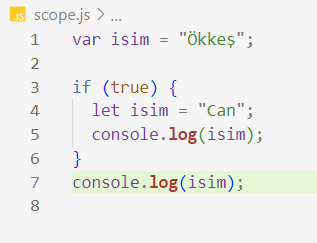 JS scope.js > ...
1 var isim = "Ökkeş";
2
3 if (true) {
4 let isim = "Can";
5 console.log(isim);
6 }
7 console.log(isim);
8